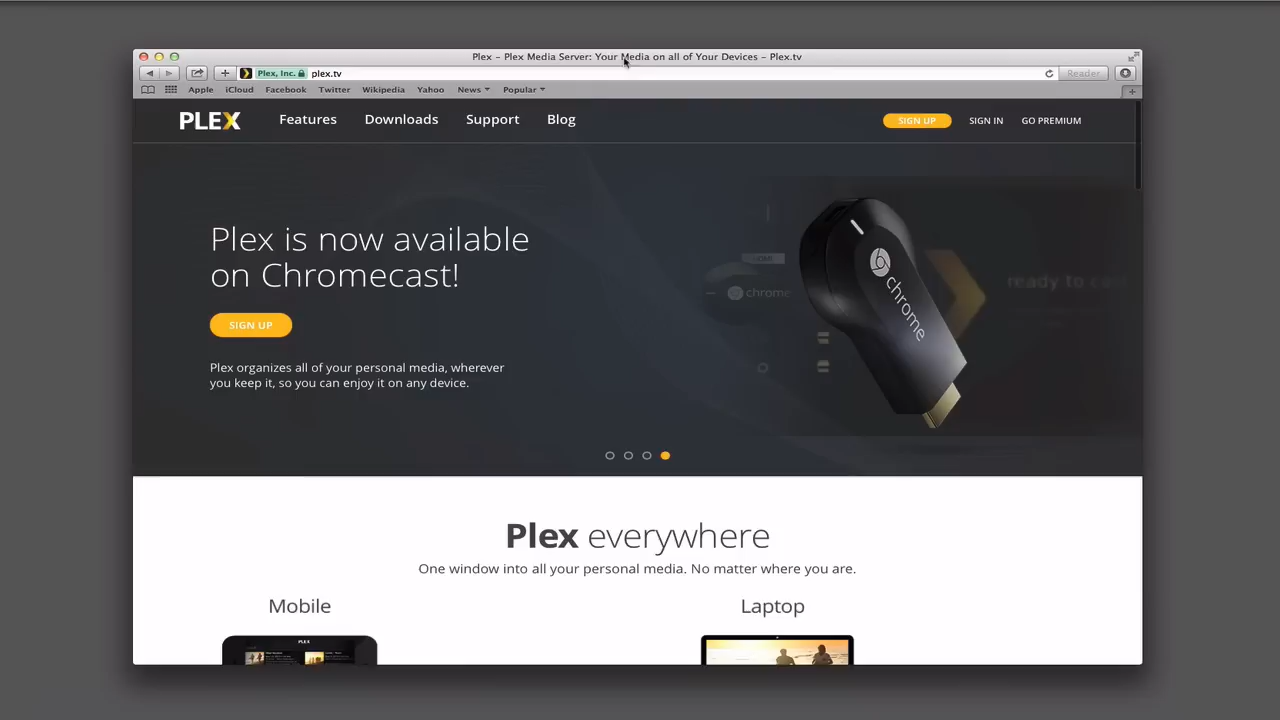 Plex – Plex Media Server: Your Media on all of Your Devices – Plex.tv
Plex, Inc. plex.tv Reader
Apple iCloud Facebook Twitter Wikipedia Yahoo News Popular
PLEX Features Downloads Support Blog SIGN UP SIGN IN GO PREMIUM
Plex is now available
on Chromecast!
SIGN UP
Plex organizes all of your personal media, wherever
you keep it, so you can enjoy it on any device.
chrome
chrome
ready to
Plex everywhere
One window into all your personal media. No matter where you are.
Mobile Laptop
PLEX